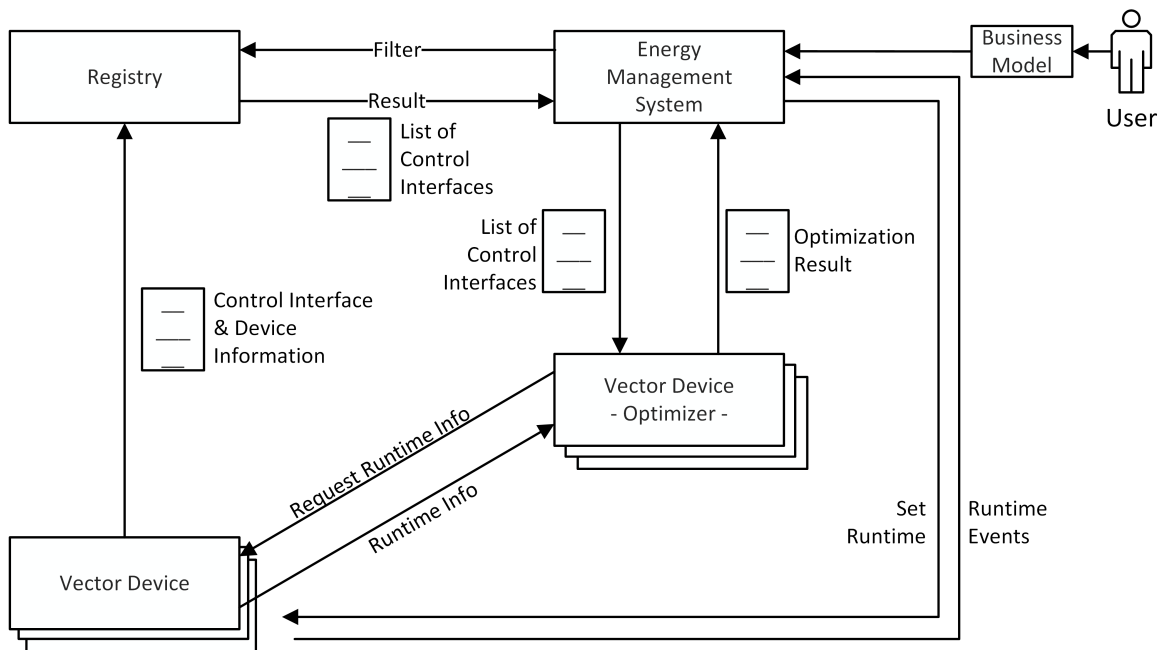 Registry
Filter
Result
Energy
Management
System
Business
Model
User
List of
Control
Interfaces
List of
Control
Interfaces
Optimization
Result
Control Interface
& Device
Information
Vector Device
- Optimizer -
Request Runtime Info
Runtime Info
Set
Runtime
Runtime
Events
Vector Device